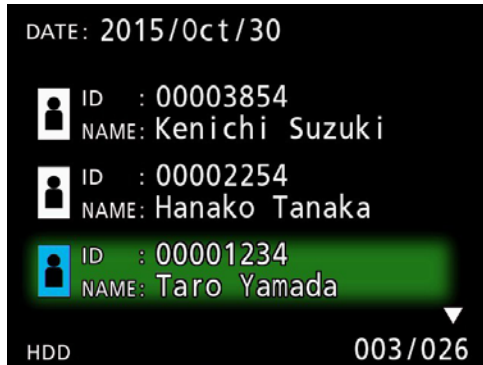 DATE: 2015/Oct/30
ID : 00003854
NAME: Kenichi Suzuki
ID : 00002254
NAME: Hanako Tanaka
ID : 00001234
NAME: Taro Yamada
HDD 003/026